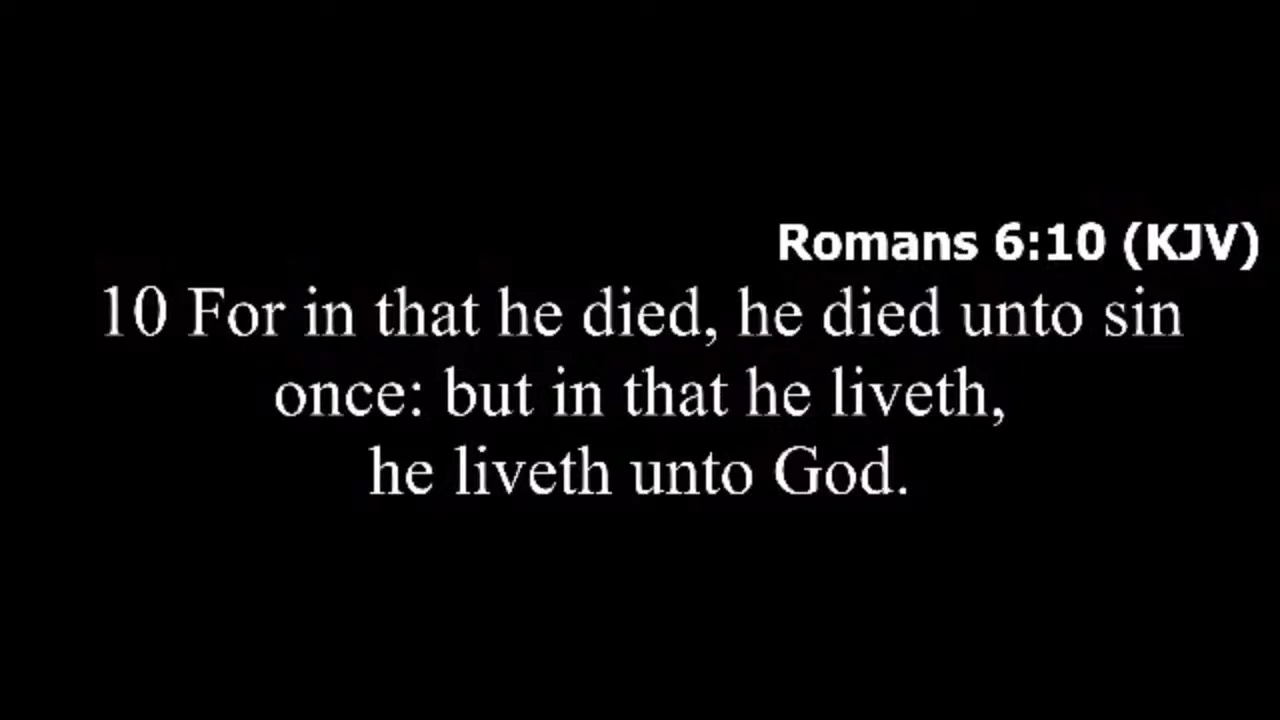 Romans 6:10 (KJV)
10 For in that he died, he died unto sin
once: but in that he liveth,
he liveth unto God.